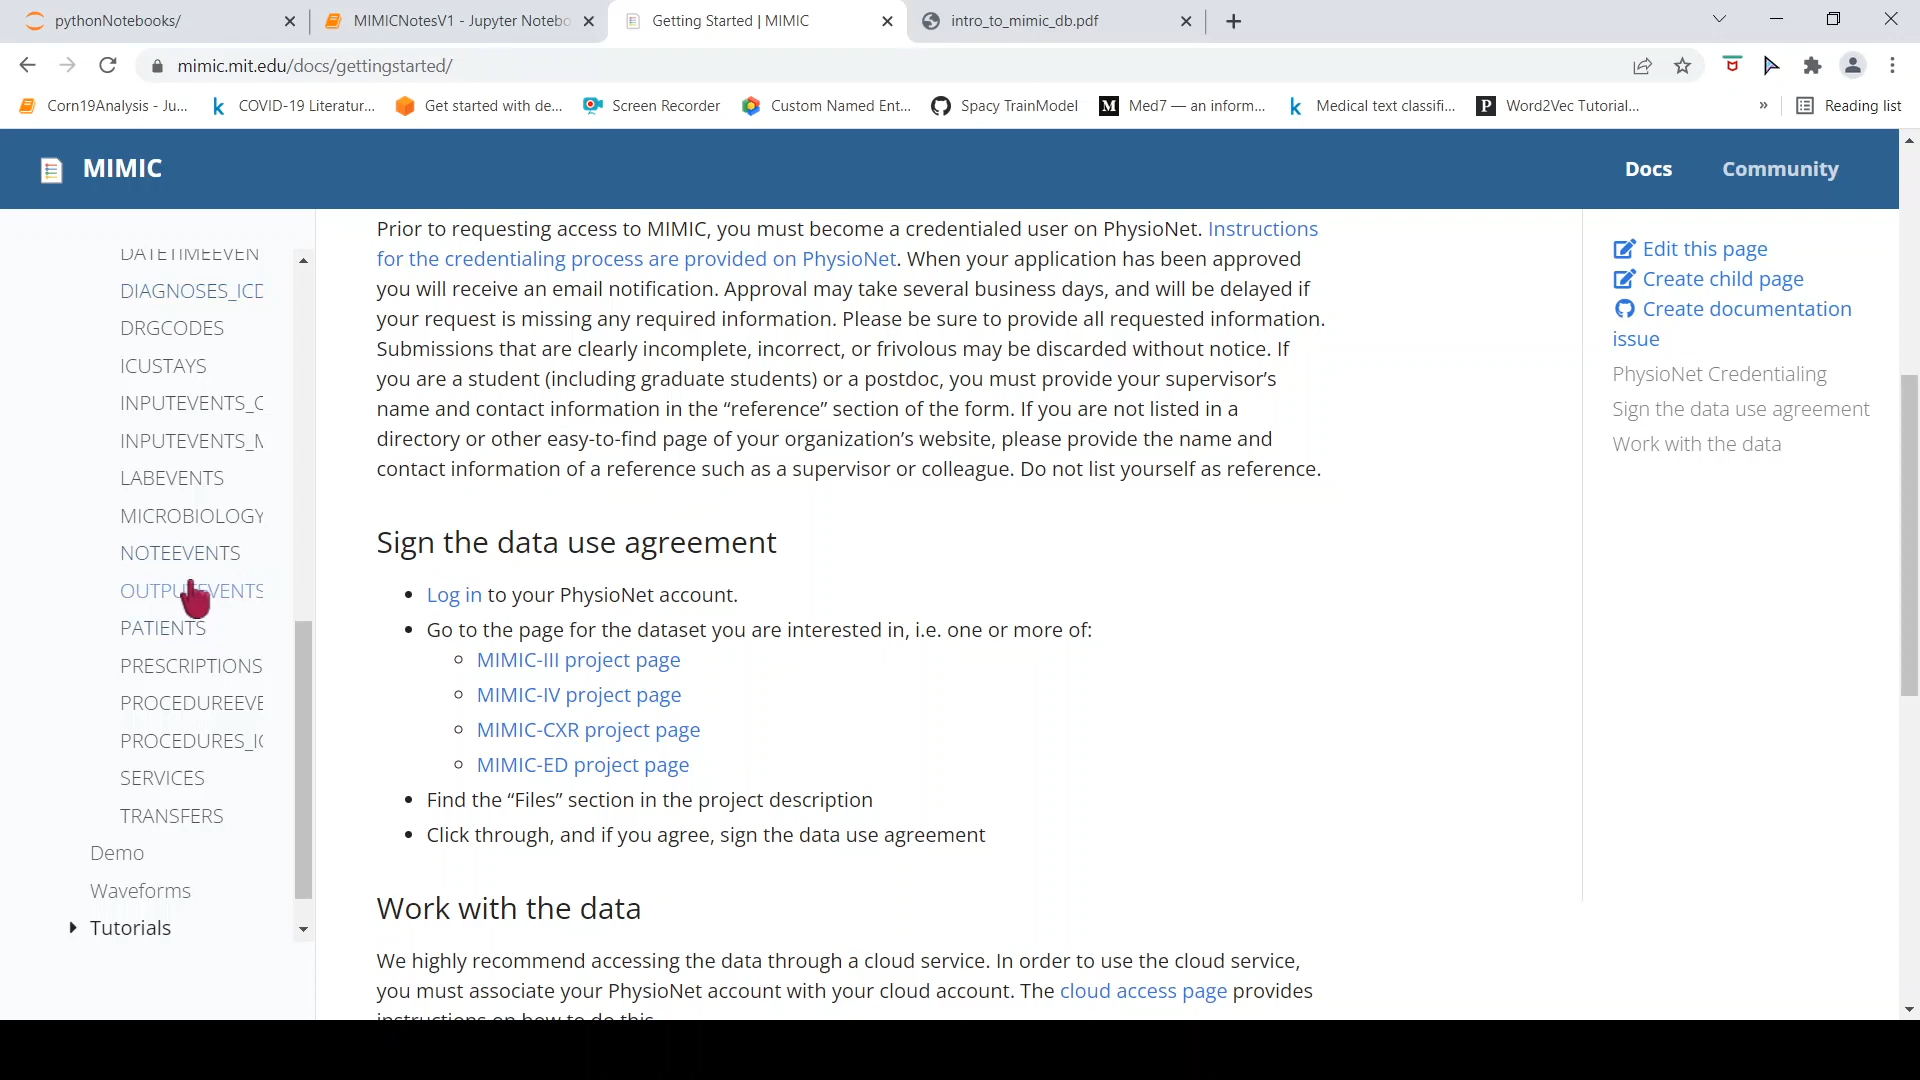 pythonNotebooks/
MIMICNotesV1 - Jupyter Notebo
Getting Started | MIMIC
intro_to_mimic_db.pdf
mimic.mit.edu/docs/gettingstarted/
Corn19Analysis - Ju...
COVID-19 Literatur...
Get started with de...
Screen Recorder
Custom Named Ent...
Spacy TrainModel
Med7 — an inform...
Medical text classifi...
Word2Vec Tutorial...
»
Reading list
MIMIC
Docs
Community
DATETIMEEVEN
DIAGNOSES_ICD
DRGCODES
ICUSTAYS
INPUTEVENTS_C
INPUTEVENTS_M
LABEVENTS
MICROBIOLOGY
NOTEEVENTS
OUTPUTEVENTS
PATIENTS
PRESCRIPTIONS
PROCEDUREEVE
PROCEDURES_IC
SERVICES
TRANSFERS
Demo
Waveforms
Tutorials
Prior to requesting access to MIMIC, you must become a credentialed user on PhysioNet. Instructions
for the credentialing process are provided on PhysioNet. When your application has been approved
you will receive an email notification. Approval may take several business days, and will be delayed if
your request is missing any required information. Please be sure to provide all requested information.
Submissions that are clearly incomplete, incorrect, or frivolous may be discarded without notice. If
you are a student (including graduate students) or a postdoc, you must provide your supervisor’s
name and contact information in the “reference” section of the form. If you are not listed in a
directory or other easy-to-find page of your organization’s website, please provide the name and
contact information of a reference such as a supervisor or colleague. Do not list yourself as reference.
Sign the data use agreement
• Log in to your PhysioNet account.
• Go to the page for the dataset you are interested in, i.e. one or more of:
◦ MIMIC-III project page
◦ MIMIC-IV project page
◦ MIMIC-CXR project page
◦ MIMIC-ED project page
• Find the “Files” section in the project description
• Click through, and if you agree, sign the data use agreement
Work with the data
We highly recommend accessing the data through a cloud service. In order to use the cloud service,
you must associate your PhysioNet account with your cloud account. The cloud access page provides
instructions on how to do this.
Edit this page
Create child page
Create documentation
issue
PhysioNet Credentialing
Sign the data use agreement
Work with the data